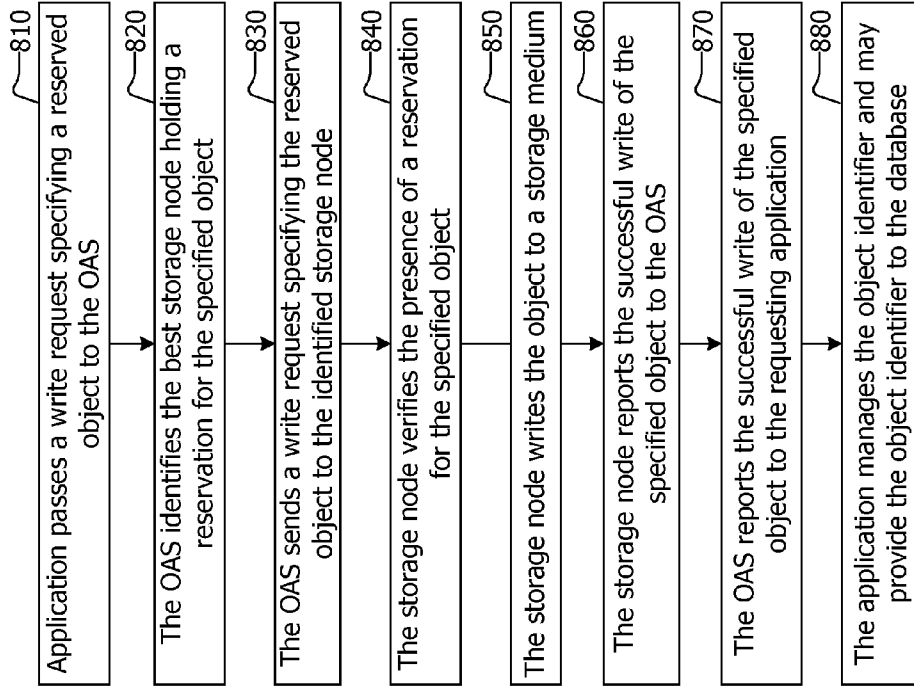 810
Application passes a write request specifying a reserved
object to the OAS
820
The OAS identifies the best storage node holding a
reservation for the specified object
830
The OAS sends a write request specifying the reserved
object to the identified storage node
840
The storage node verifies the presence of a reservation
for the specified object
850
The storage node writes the object to a storage medium
860
The storage node reports the successful write of the
specified object to the OAS
870
The OAS reports the successful write of the specified
object to the requesting application
880
The application manages the object identifier and may
provide the object identifier to the database